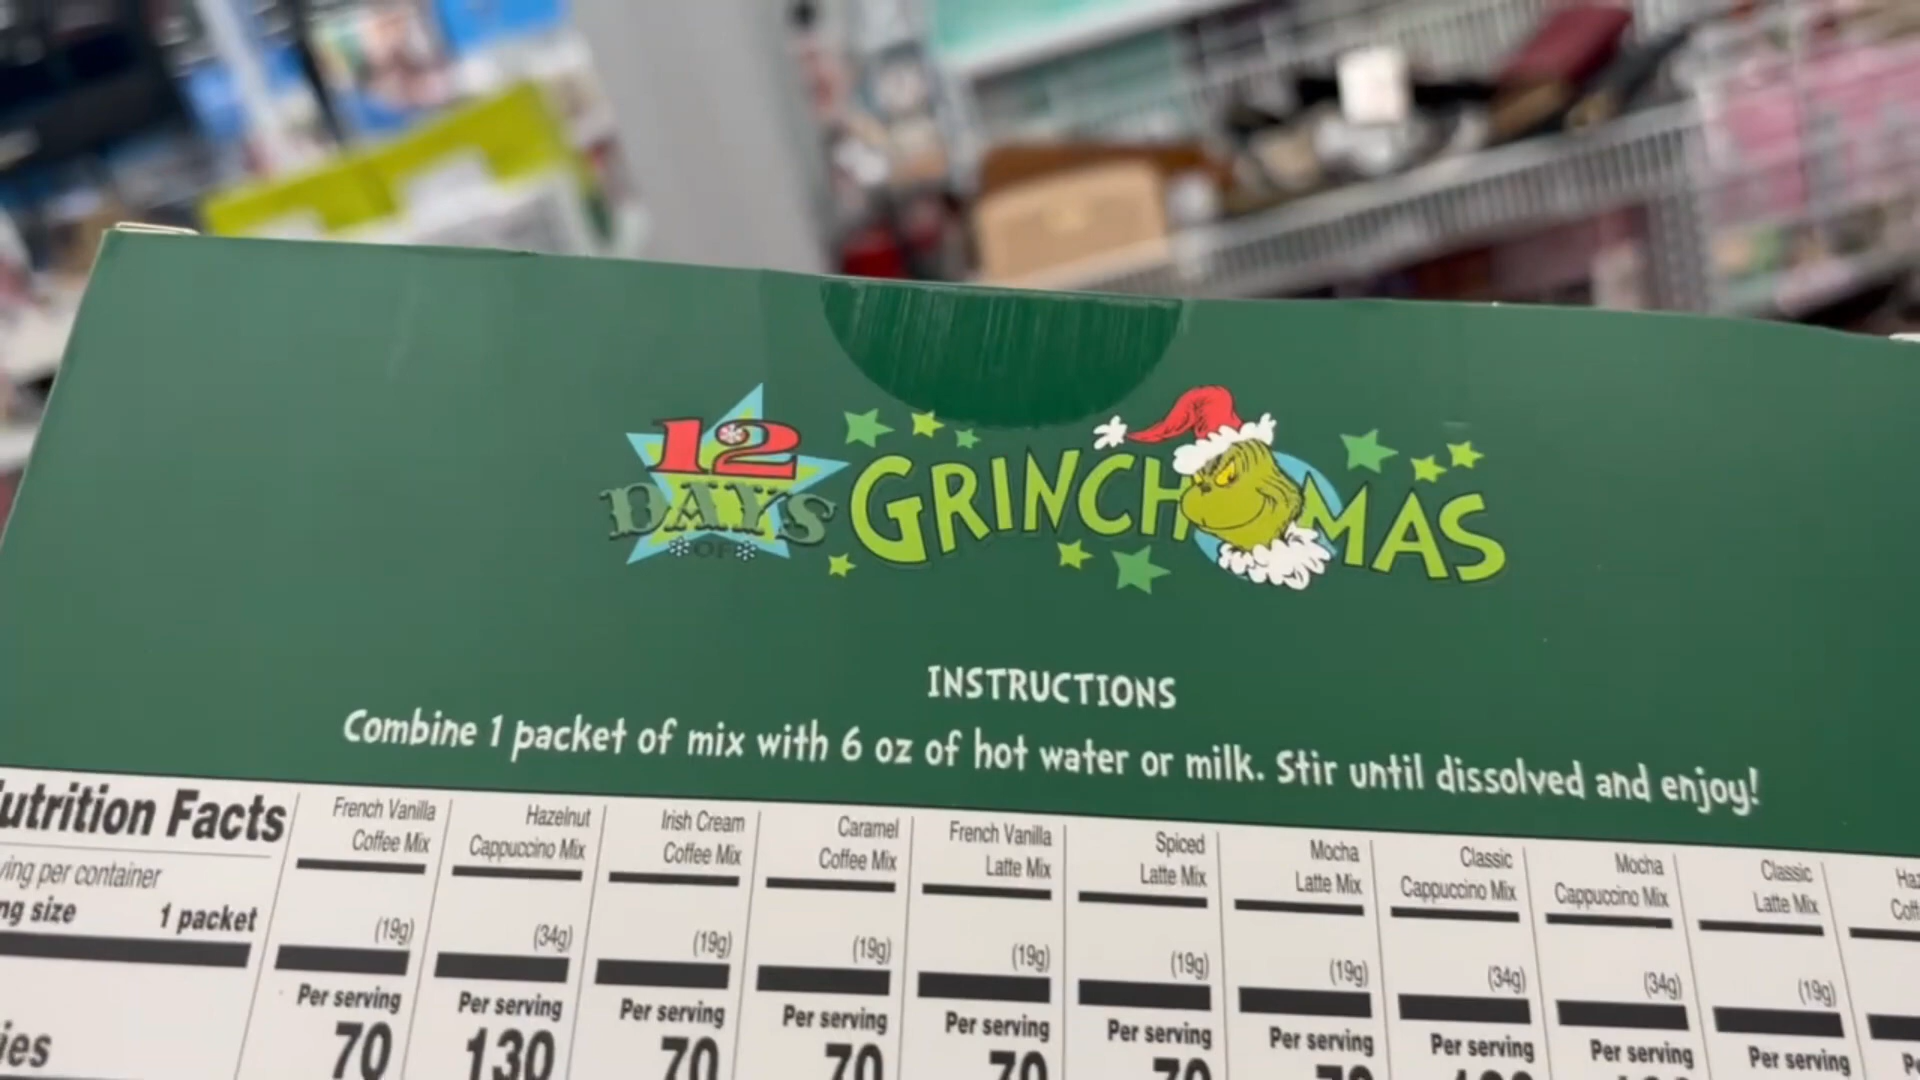 12
DAYS
OF
GRINCHMAS
INSTRUCTIONS
Combine 1 packet of mix with 6 oz of hot water or milk. Stir until dissolved and enjoy!
utrition Facts
ving per container
ng size 1 packet
ies
French Vanilla
Coffee Mix
(19g)
Per serving
70
Hazelnut
Cappuccino Mix
(34g)
Per serving
130
Irish Cream
Coffee Mix
(19g)
Per serving
70
Caramel
Coffee Mix
(19g)
Per serving
70
French Vanilla
Latte Mix
(19g)
Per serving
70
Spiced
Latte Mix
(19g)
Per serving
70
Mocha
Latte Mix
(19g)
Per serving
Classic
Cappuccino Mix
(34g)
Per serving
Mocha
Cappuccino Mix
(34g)
Per serving
Classic
Latte Mix
(19g)
Per serving
Haz
Coff